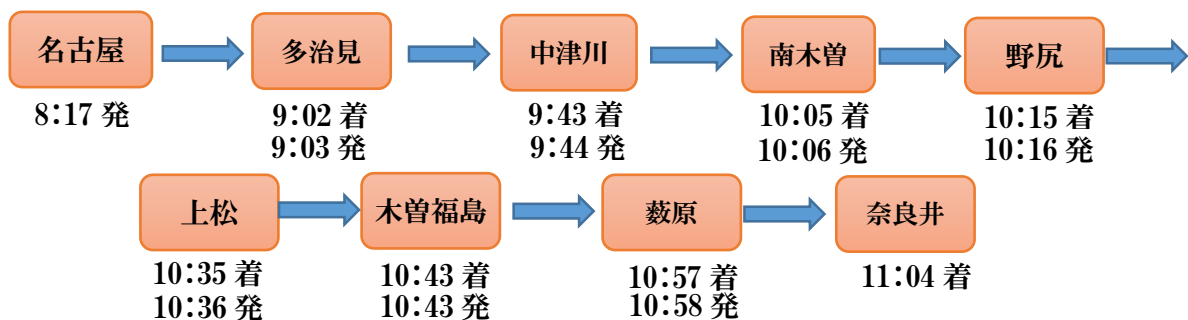 名古屋
8:17 発
多治見
9:02 着
9:03 発
中津川
9:43 着
9:44 発
南木曽
10:05 着
10:06 発
野尻
10:15 着
10:16 発
上松
10:35 着
10:36 発
木曽福島
10:43 着
10:43 発
薮原
10:57 着
10:58 発
奈良井
11:04 着